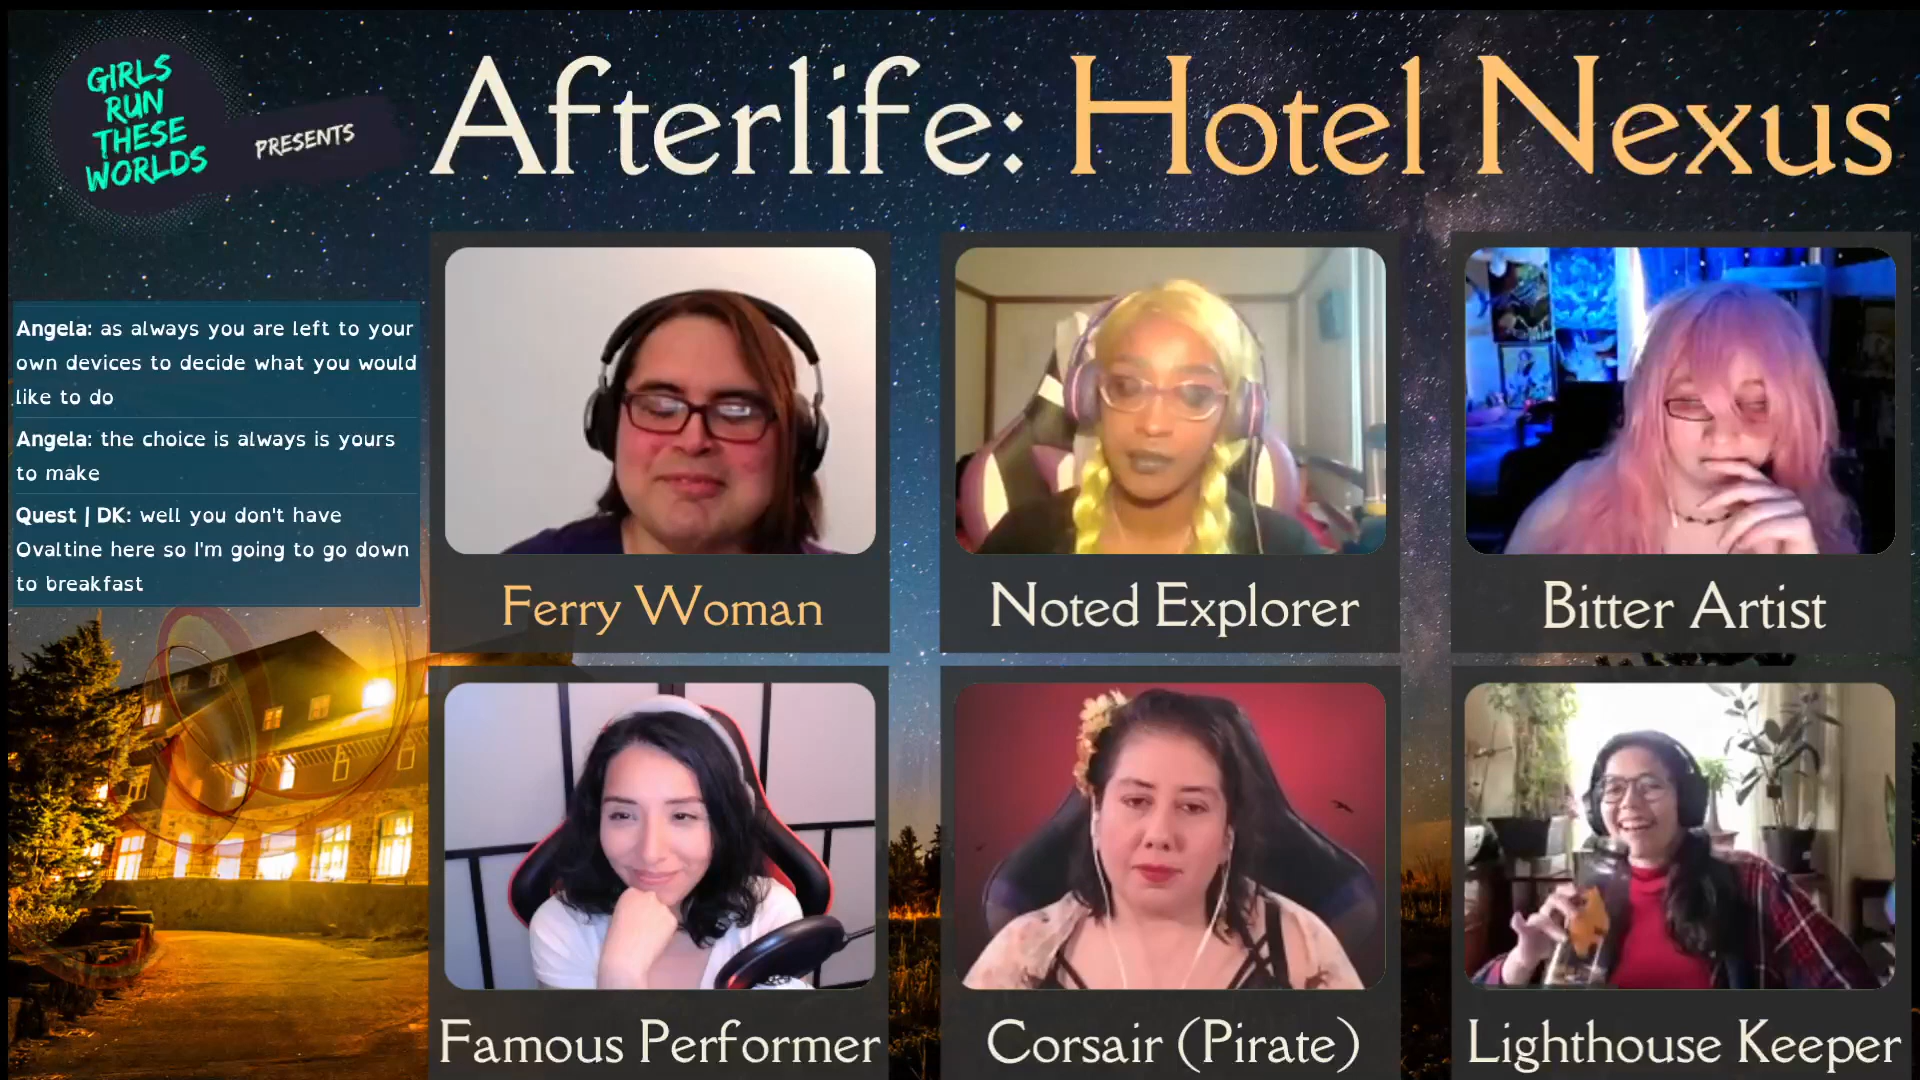 GIRLS
RUN
THESE
WORLDS
PRESENTS
Afterlife: Hotel Nexus
Angela: as always you are left to your
own devices to decide what you would
like to do
Angela: the choice is always is yours
to make
Quest | DK: well you don't have
Ovaltine here so I'm going to go down
to breakfast
Ferry Woman
Noted Explorer
Bitter Artist
Famous Performer
Corsair (Pirate)
Lighthouse Keeper